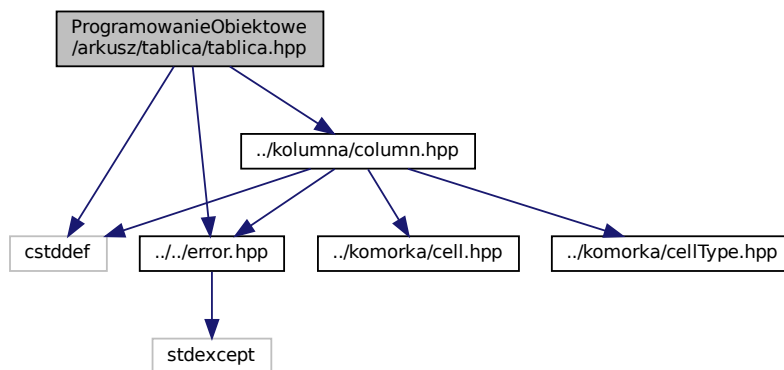 ProgramowanieObiektowe
/arkusz/tablica/tablica.hpp
../kolumna/column.hpp
cstddef
../../error.hpp
../komorka/cell.hpp
../komorka/cellType.hpp
stdexcept